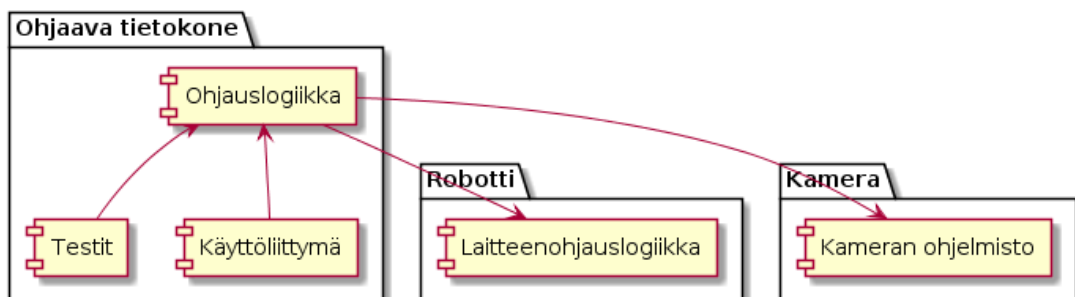 Ohjaava tietokone
Ohjauslogiikka
Testit
Käyttöliittymä
Robotti
Laitteenohjauslogiikka
Kamera
Kameran ohjelmisto